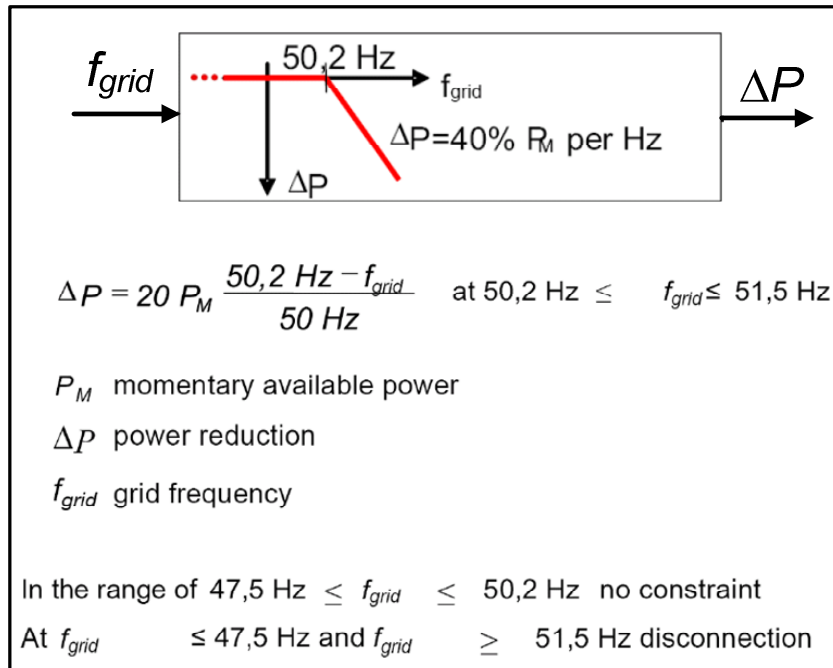 50,2 Hz
f_grid
f_grid
ΔP
ΔP=40% P_M per Hz
ΔP
ΔP = 20 P_M (50,2 Hz − f_grid) / 50 Hz at 50,2 Hz ≤ f_grid ≤ 51,5 Hz
P_M momentary available power
ΔP power reduction
f_grid grid frequency
In the range of 47,5 Hz ≤ f_grid ≤ 50,2 Hz no constraint
At f_grid ≤ 47,5 Hz and f_grid ≥ 51,5 Hz disconnection